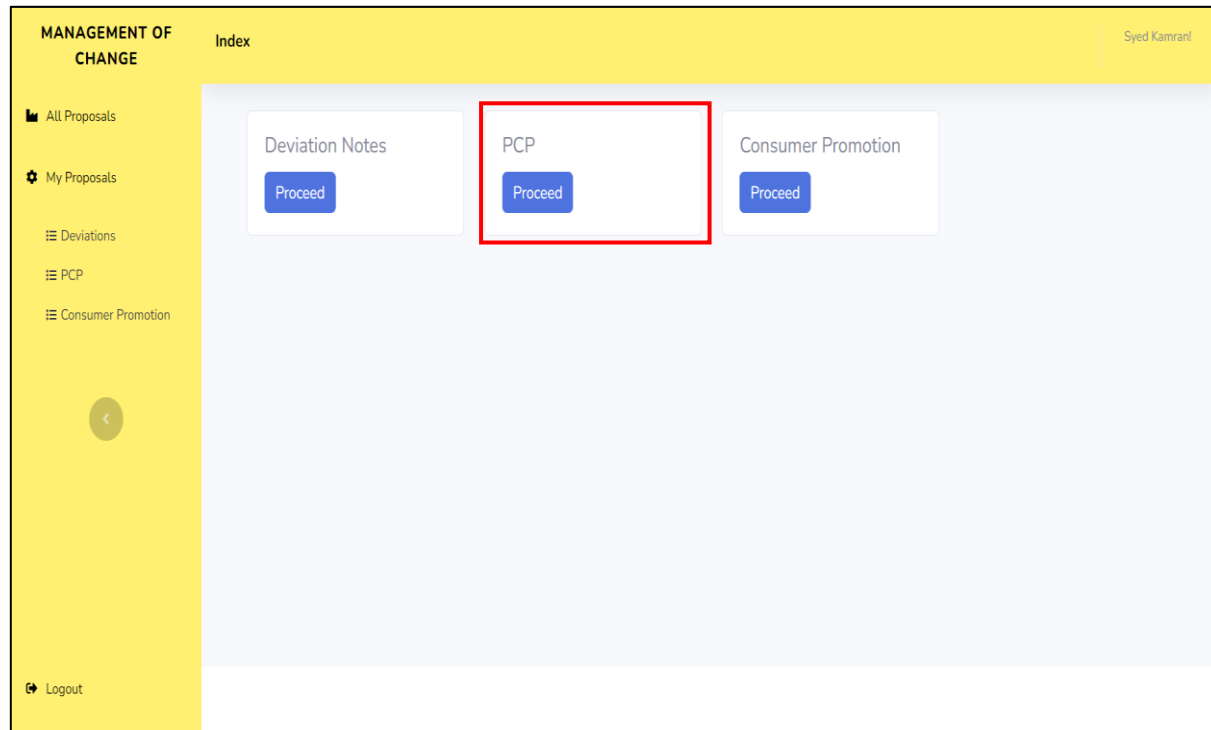 MANAGEMENT OF
CHANGE
Index
Syed Kamran!
All Proposals
My Proposals
Deviations
PCP
Consumer Promotion
Logout
Deviation Notes
Proceed
PCP
Proceed
Consumer Promotion
Proceed